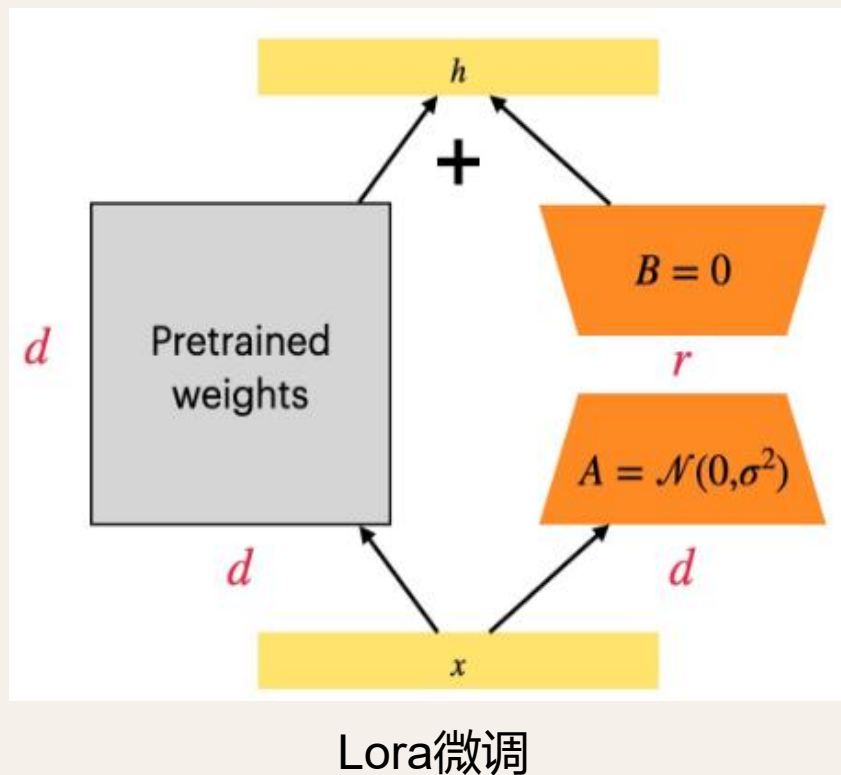 h
+
B = 0
d
Pretrained
weights
r
A = 𝒩(0,σ²)
d
d
x
Lora微调